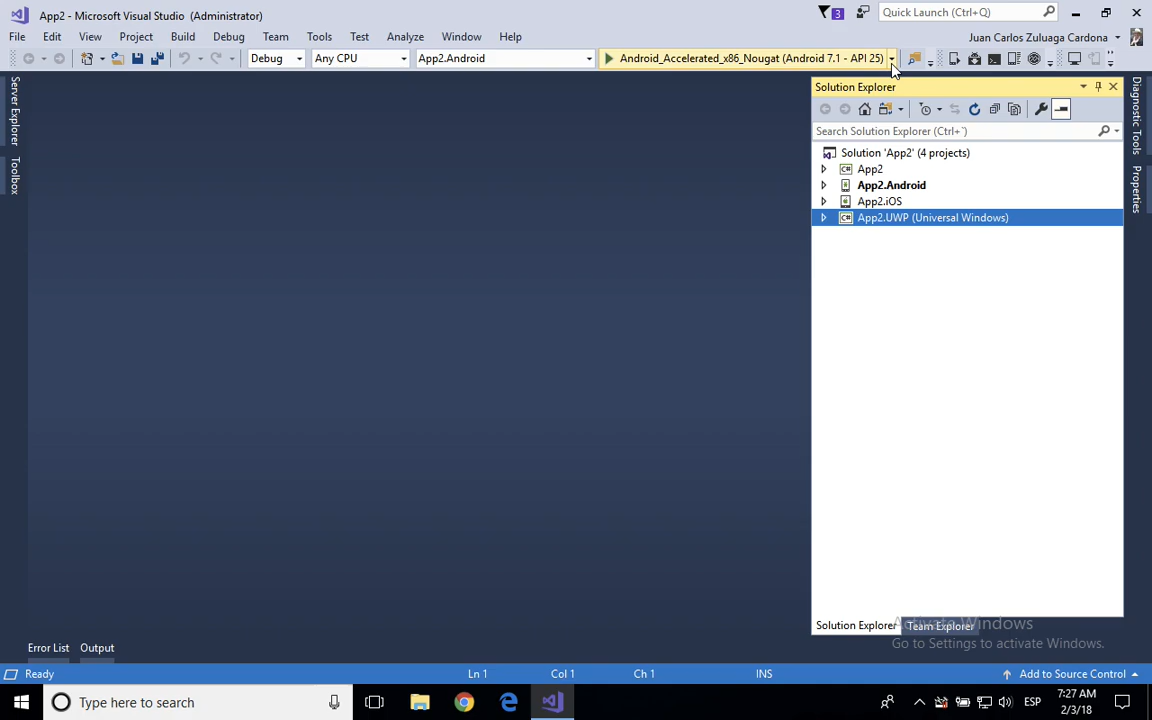 App2 - Microsoft Visual Studio (Administrator)
3
Quick Launch (Ctrl+Q)
File Edit View Project Build Debug Team Tools Test Analyze Window Help
Juan Carlos Zuluaga Cardona
Debug Any CPU App2.Android Android_Accelerated_x86_Nougat (Android 7.1 - API 25)
Server Explorer
Toolbox
Solution Explorer
Search Solution Explorer (Ctrl+`)
Solution 'App2' (4 projects)
App2
App2.Android
App2.iOS
App2.UWP (Universal Windows)
Diagnostic Tools
Properties
Solution Explorer Team Explorer
Activate Windows
Go to Settings to activate Windows.
Error List Output
Ready Ln 1 Col 1 Ch 1 INS Add to Source Control
Type here to search
ESP
7:27 AM
2/3/18